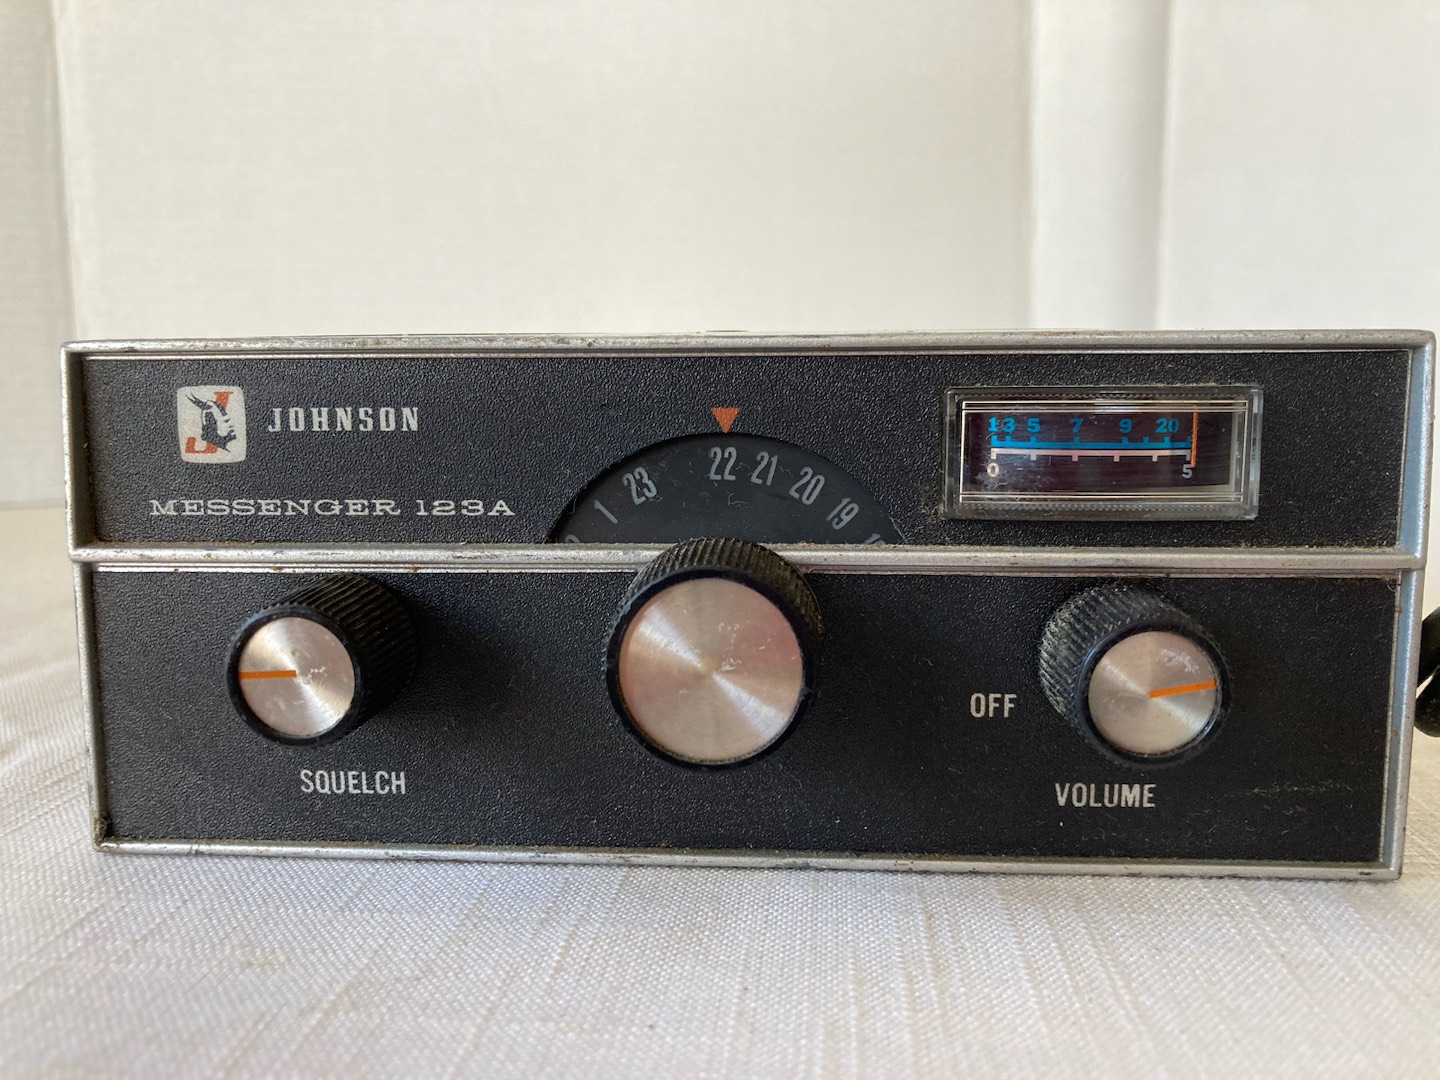 JOHNSON
MESSENGER 123A
1 23 22 21 20 19
1 3 5 7 9 20
0 5
OFF
SQUELCH
VOLUME